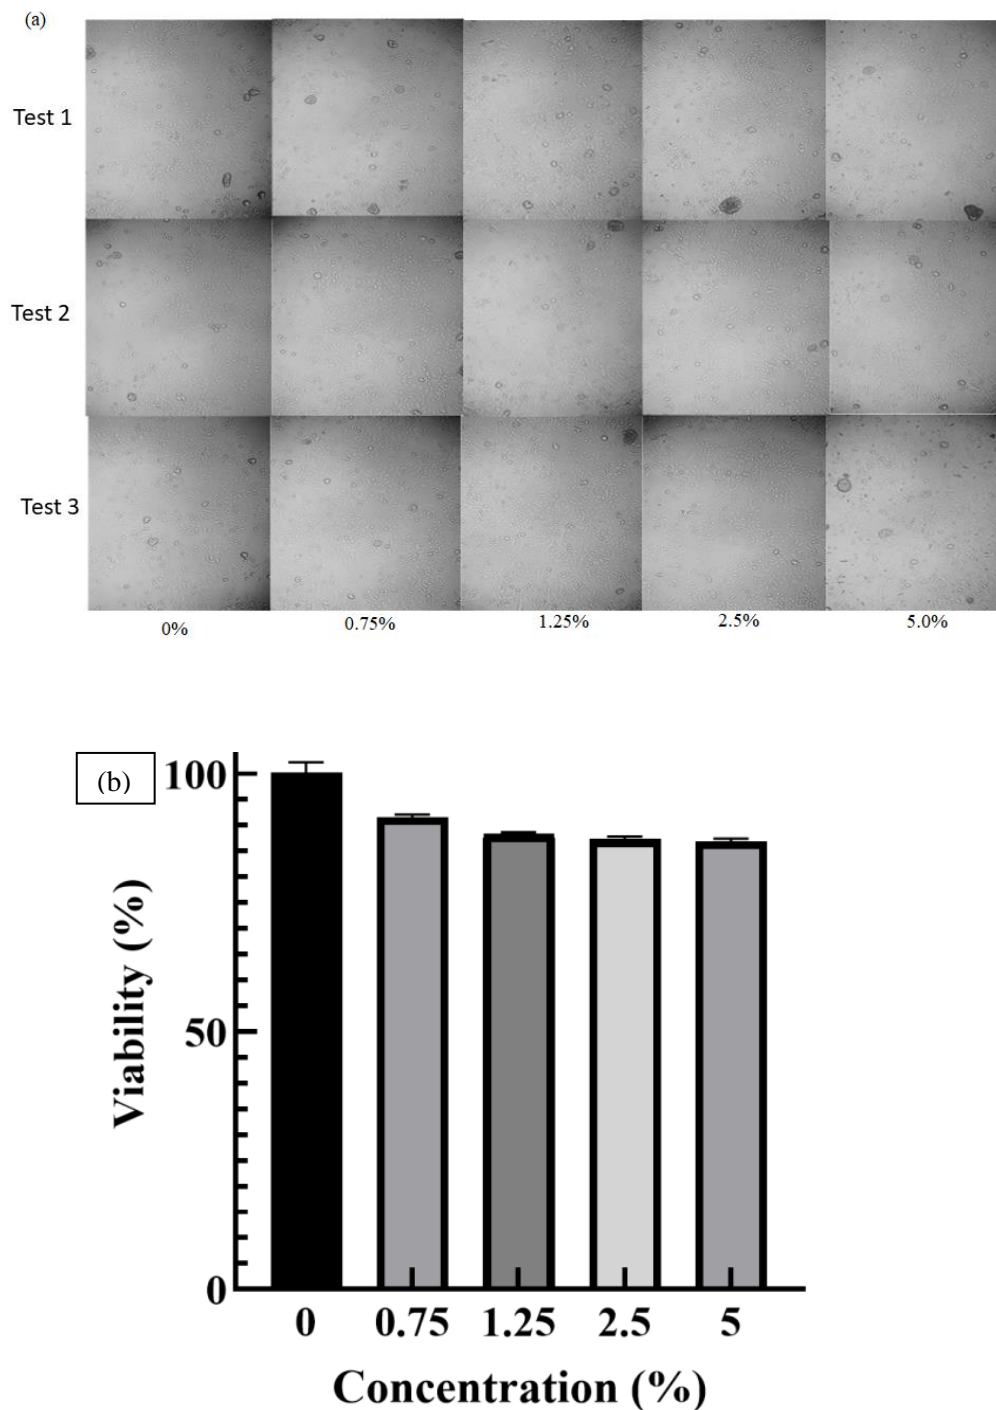 (a)
Test 1
Test 2
Test 3
0% 0.75% 1.25% 2.5% 5.0%
(b)
100
50
0
Viability (%)
0 0.75 1.25 2.5 5
Concentration (%)